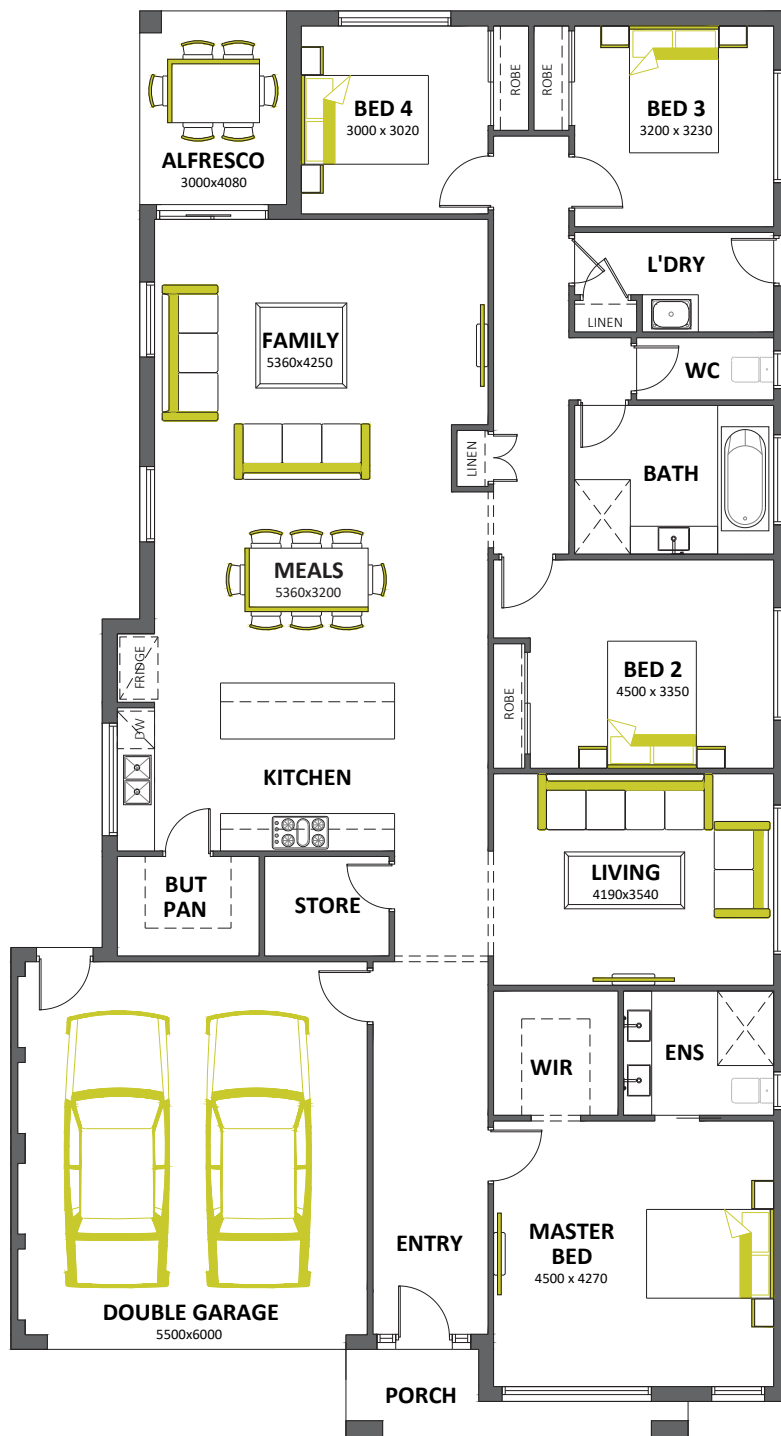 BED 4
3000 x 3020
ROBE
ROBE
BED 3
3200 x 3230
ALFRESCO
3000x4080
L'DRY
LINEN
FAMILY
5360x4250
WC
LINEN
BATH
MEALS
5360x3200
FRIDGE
BED 2
4500 x 3350
ROBE
DW
KITCHEN
BUT
PAN
STORE
LIVING
4190x3540
WIR
ENS
ENTRY
MASTER
BED
4500 x 4270
DOUBLE GARAGE
5500x6000
PORCH